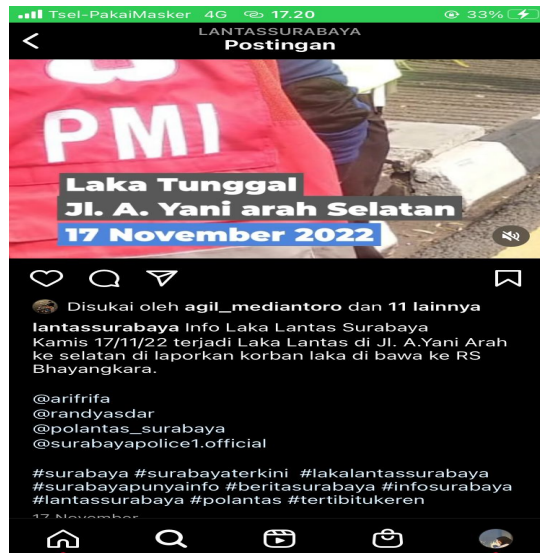 Tsel-PakaiMasker 4G 17.20 33%
LANTASSURABAYA
Postingan
PMI
Laka Tunggal
Jl. A. Yani arah Selatan
17 November 2022
Disukai oleh agil_mediantoro dan 11 lainnya
lantassurabaya Info Laka Lantas Surabaya
Kamis 17/11/22 terjadi Laka Lantas di Jl. A.Yani Arah
ke selatan di laporkan korban laka di bawa ke RS
Bhayangkara.
@arifrifa
@randyasdar
@polantas_surabaya
@surabayapolice1.official
#surabaya #surabayaterkini #lakalantassurabaya
#surabayapunyainfo #beritasurabaya #infosurabaya
#lantassurabaya #polantas #tertibitukeren
17 November